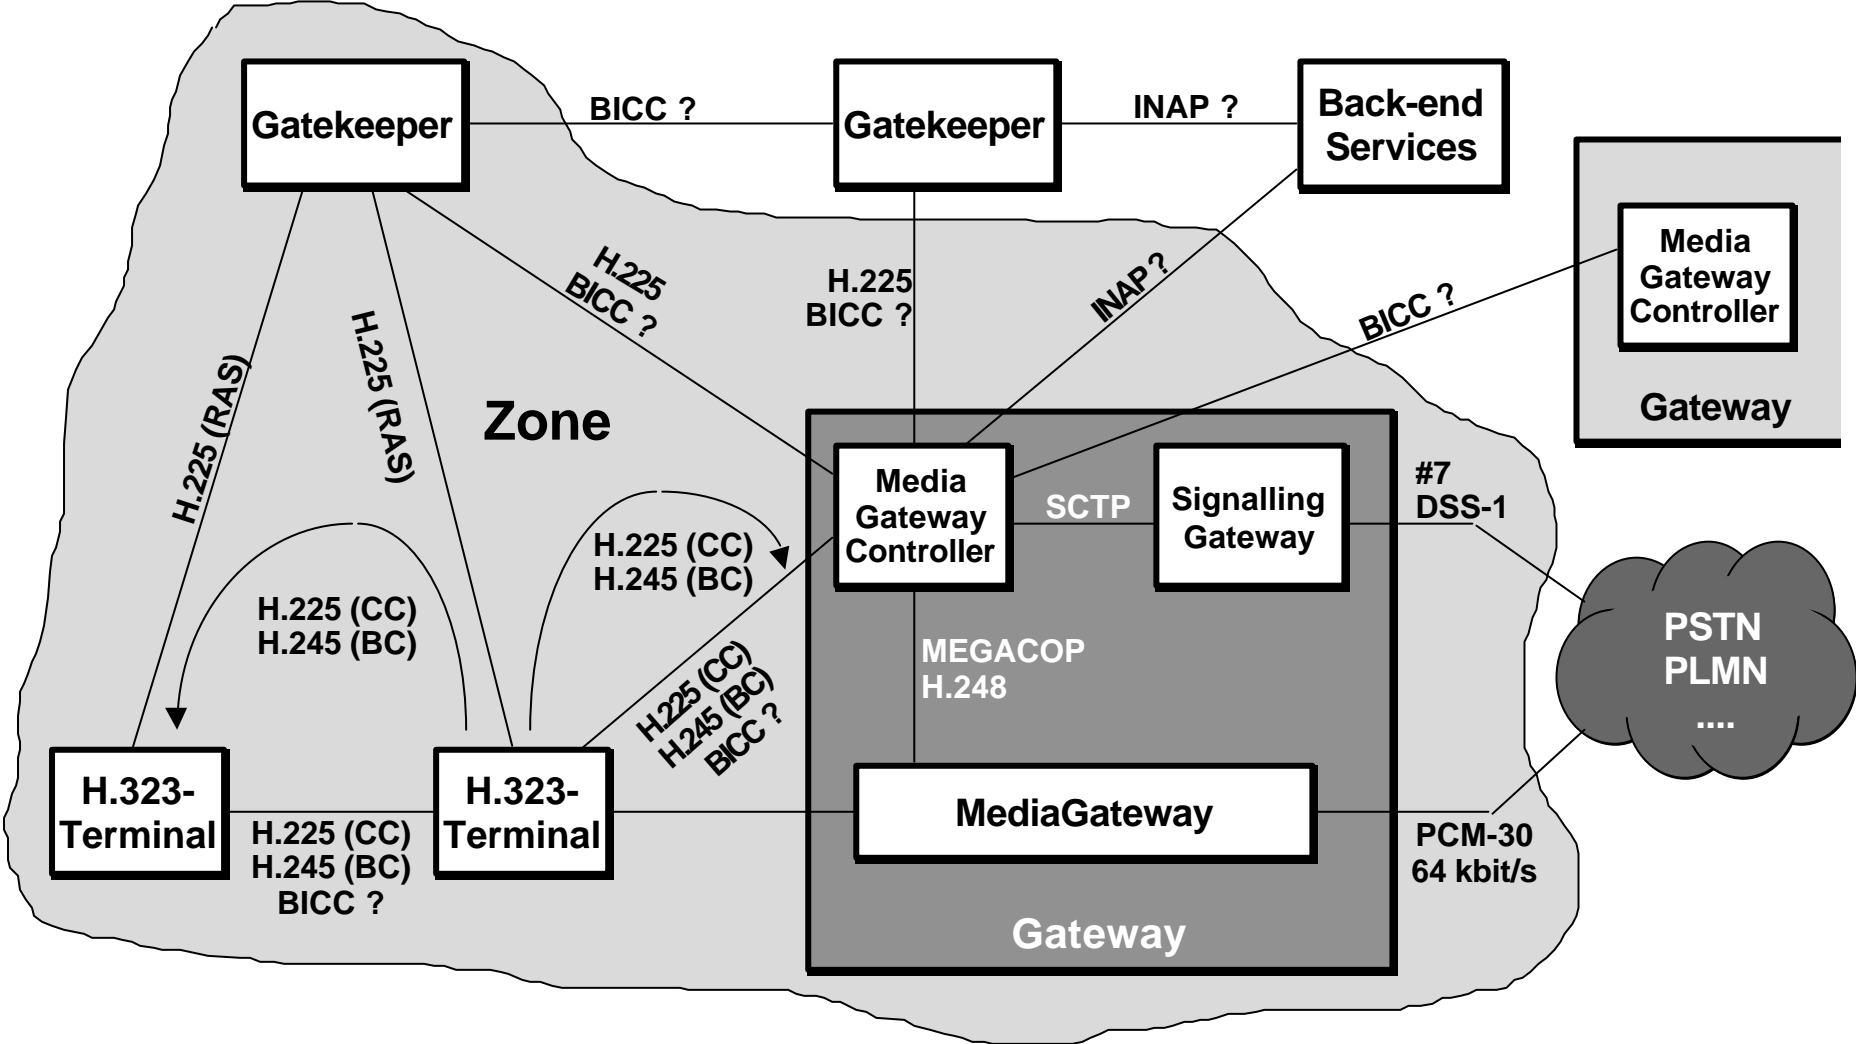 Gatekeeper
BICC ?
Gatekeeper
INAP ?
Back-end
Services
Media
Gateway
Controller
Gateway
H.225
BICC ?
H.225
BICC ?
INAP ?
BICC ?
H.225 (RAS)
H.225 (RAS)
Zone
Media
Gateway
Controller
SCTP
Signalling
Gateway
#7
DSS-1
H.225 (CC)
H.245 (BC)
H.225 (CC)
H.245 (BC)
H.225 (CC)
H.245 (BC)
BICC ?
MEGACOP
H.248
PSTN
PLMN
....
H.323-
Terminal
H.225 (CC)
H.245 (BC)
BICC ?
H.323-
Terminal
MediaGateway
PCM-30
64 kbit/s
Gateway